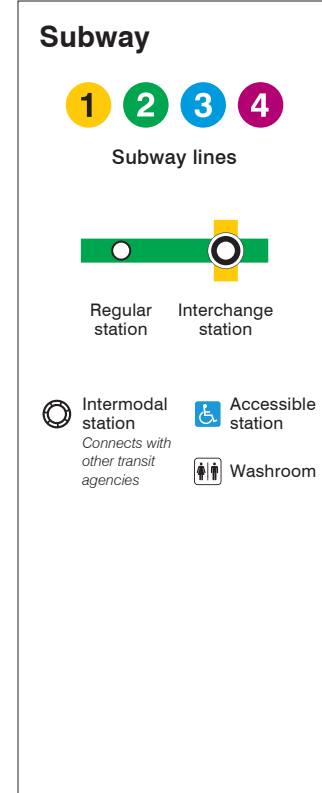 Subway
1 2 3 4
Subway lines
Regular
station
Interchange
station
Intermodal
station
Connects with
other transit
agencies
Accessible
station
Washroom